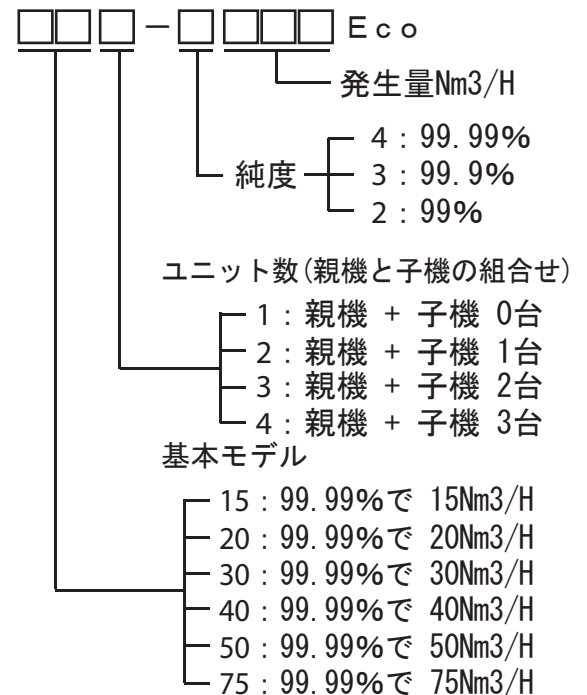 □□□－□□□□Ｅｃｏ
発生量Nm3/H
4：99.99％
純度
3：99.9％
2：99％
ユニット数(親機と子機の組合せ)
1：親機 + 子機 0台
2：親機 + 子機 1台
3：親機 + 子機 2台
4：親機 + 子機 3台
基本モデル
15：99.99％で 15Nm3/H
20：99.99％で 20Nm3/H
30：99.99％で 30Nm3/H
40：99.99％で 40Nm3/H
50：99.99％で 50Nm3/H
75：99.99％で 75Nm3/H